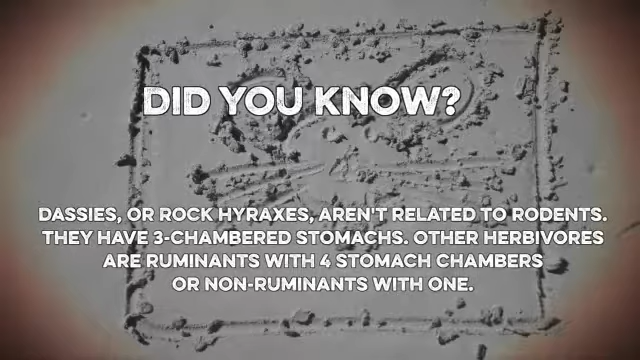 DID YOU KNOW?
DASSIES, OR ROCK HYRAXES, AREN'T RELATED TO RODENTS.
THEY HAVE 3-CHAMBERED STOMACHS. OTHER HERBIVORES
ARE RUMINANTS WITH 4 STOMACH CHAMBERS
OR NON-RUMINANTS WITH ONE.